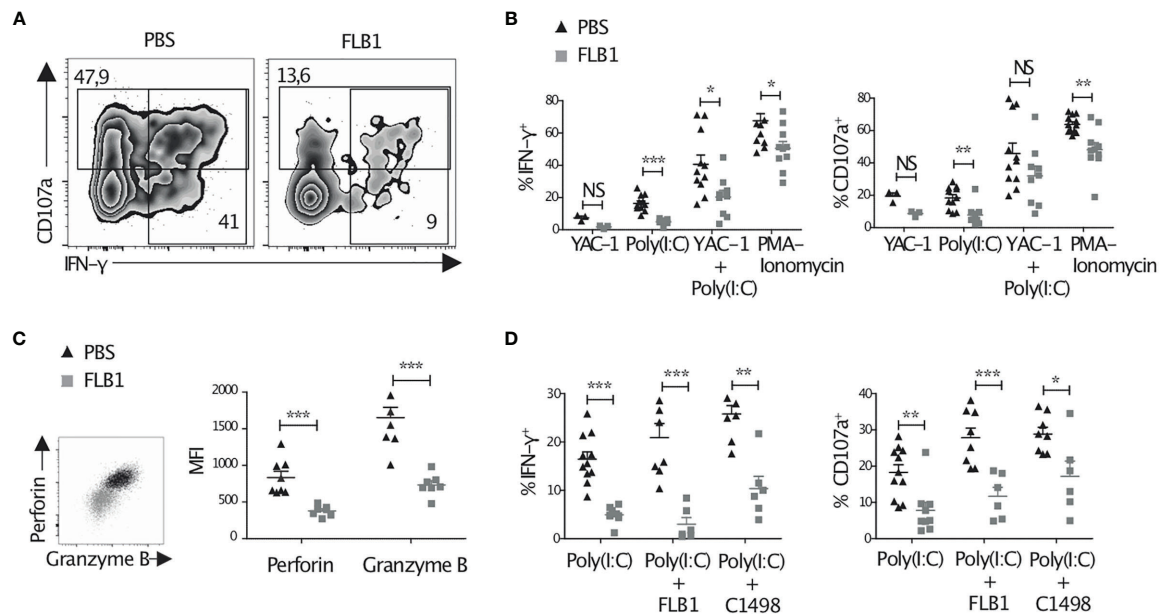 A
PBS
FLB1
47,9
41
13,6
9
CD107a
IFN-γ
B
PBS
FLB1
% IFN-γ+
80
60
40
20
0
NS
***
*
*
YAC-1
Poly(I:C)
YAC-1
+
Poly(I:C)
PMA-
Ionomycin
% CD107a+
80
60
40
20
0
NS
**
NS
**
YAC-1
Poly(I:C)
YAC-1
+
Poly(I:C)
PMA-
Ionomycin
C
PBS
FLB1
Perforin
Granzyme B
MFI
2000
1500
1000
500
0
***
***
Perforin
Granzyme B
D
% IFN-γ+
30
20
10
0
***
***
**
Poly(I:C)
Poly(I:C)
+
FLB1
Poly(I:C)
+
C1498
% CD107a+
40
30
20
10
0
**
***
*
Poly(I:C)
Poly(I:C)
+
FLB1
Poly(I:C)
+
C1498